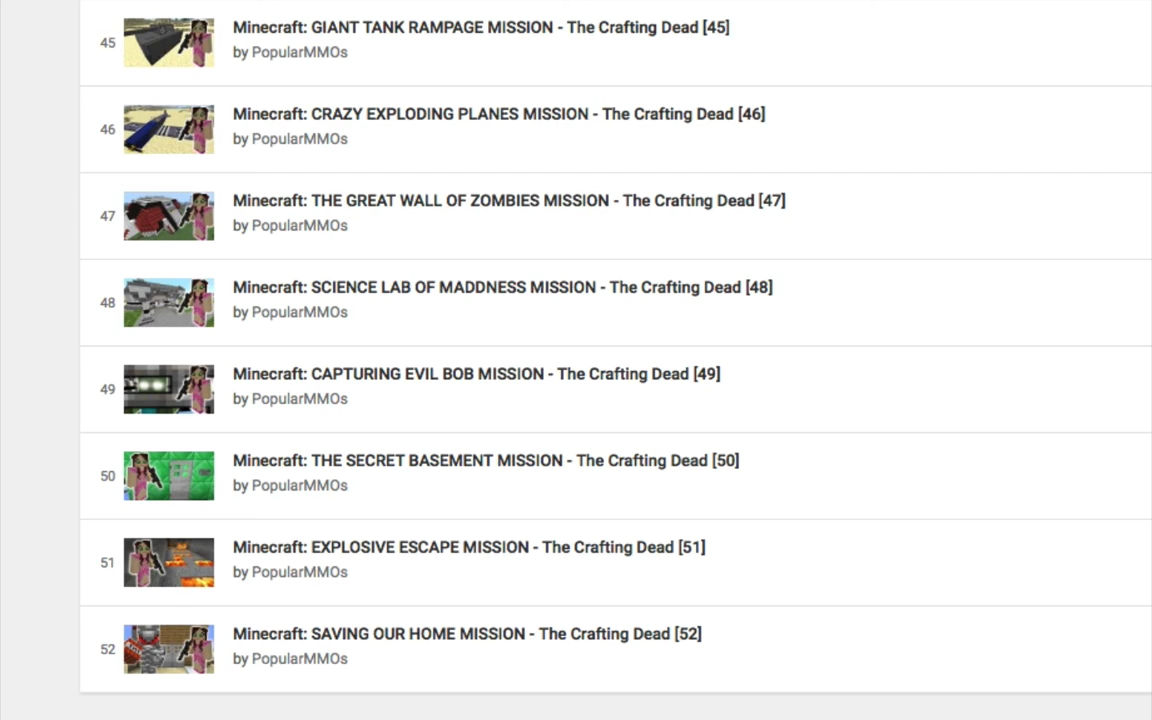 45
Minecraft: GIANT TANK RAMPAGE MISSION - The Crafting Dead [45]
by PopularMMOs
46
Minecraft: CRAZY EXPLODING PLANES MISSION - The Crafting Dead [46]
by PopularMMOs
47
Minecraft: THE GREAT WALL OF ZOMBIES MISSION - The Crafting Dead [47]
by PopularMMOs
48
Minecraft: SCIENCE LAB OF MADDNESS MISSION - The Crafting Dead [48]
by PopularMMOs
49
Minecraft: CAPTURING EVIL BOB MISSION - The Crafting Dead [49]
by PopularMMOs
50
Minecraft: THE SECRET BASEMENT MISSION - The Crafting Dead [50]
by PopularMMOs
51
Minecraft: EXPLOSIVE ESCAPE MISSION - The Crafting Dead [51]
by PopularMMOs
52
Minecraft: SAVING OUR HOME MISSION - The Crafting Dead [52]
by PopularMMOs